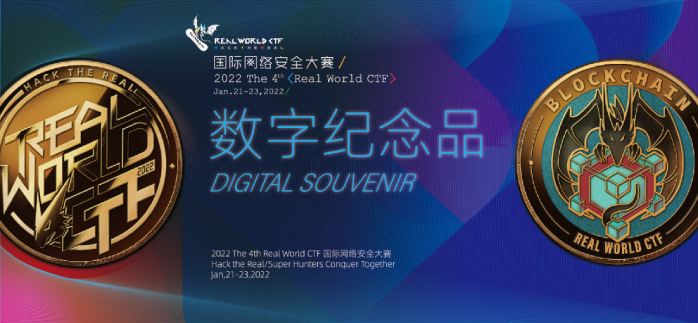 REAL WORLD CTF
HACK THE REAL
国际网络安全大赛/
2022 The 4th <Real World CTF>
Jan.21-23,2022/
数字纪念品
DIGITAL SOUVENIR
2022 The 4th Real World CTF 国际网络安全大赛
Hack the Real/Super Hunters Conquer Together
Jan,21-23,2022
HACK THE REAL
REAL
WORLD
CTF
2022
BLOCKCHAIN
REAL WORLD CTF